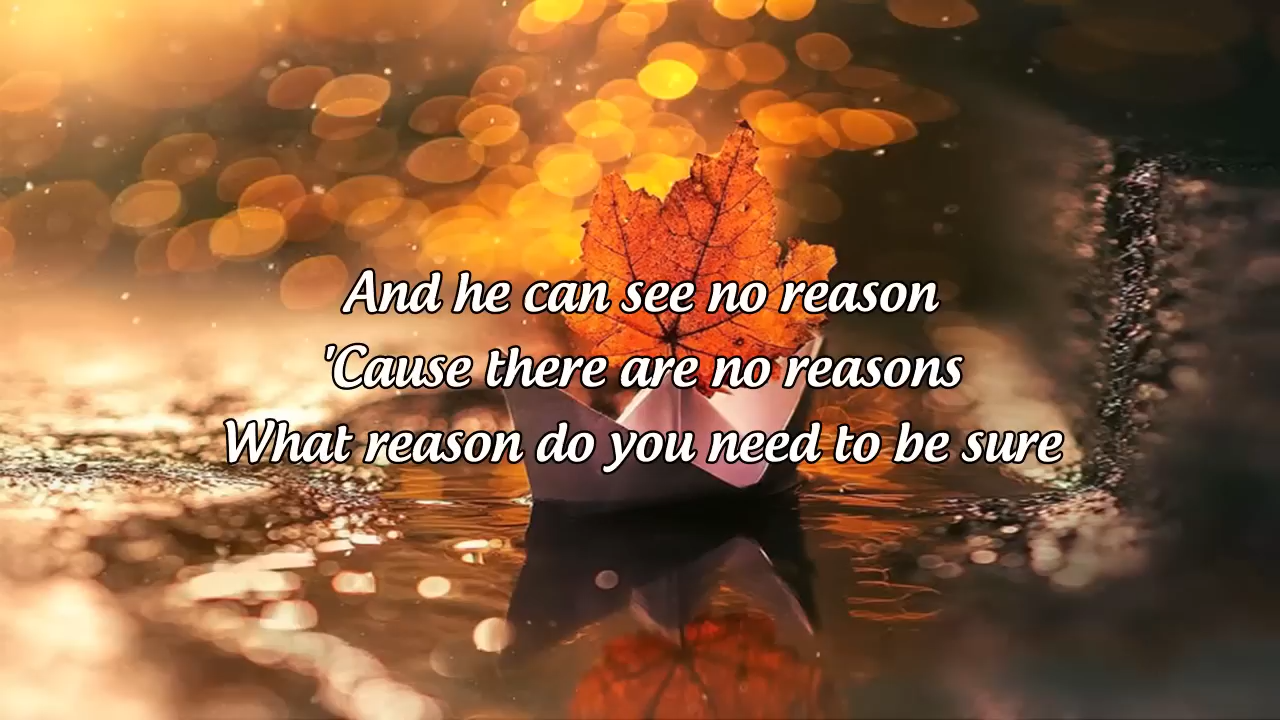 And he can see no reason
'Cause there are no reasons
What reason do you need to be sure